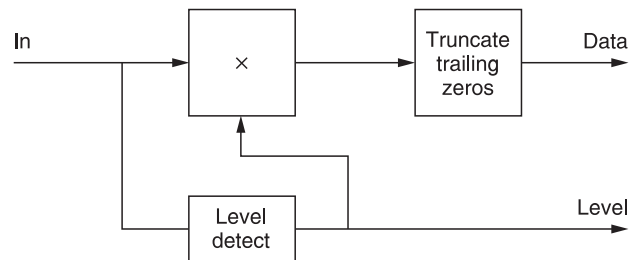 In
×
Truncate
trailing
zeros
Data
Level
detect
Level